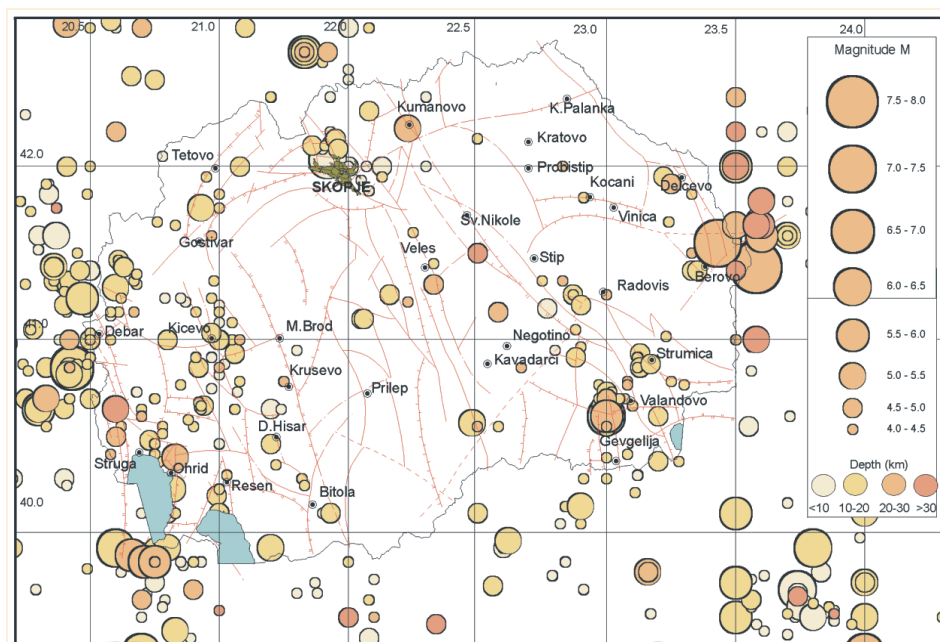 20.5 21.0 22.0 22.5 23.0 23.5 24.0
Magnitude M
7.5 - 8.0
7.0 - 7.5
6.5 - 7.0
6.0 - 6.5
5.5 - 6.0
5.0 - 5.5
4.5 - 5.0
4.0 - 4.5
Depth (km)
<10 10-20 20-30 >30
Kumanovo
K.Palanka
Kratovo
42.0
Tetovo
Probistip
SKOPJE
Kocani
Delcevo
Vinica
Sv.Nikole
Gostivar
Veles
Stip
Berovo
Radovis
Debar
Kicevo
M.Brod
Negotino
Kavadarci
Strumica
Krusevo
Prilep
Valandovo
D.Hisar
Gevgelija
Struga
Ohrid
Resen
Bitola
40.0